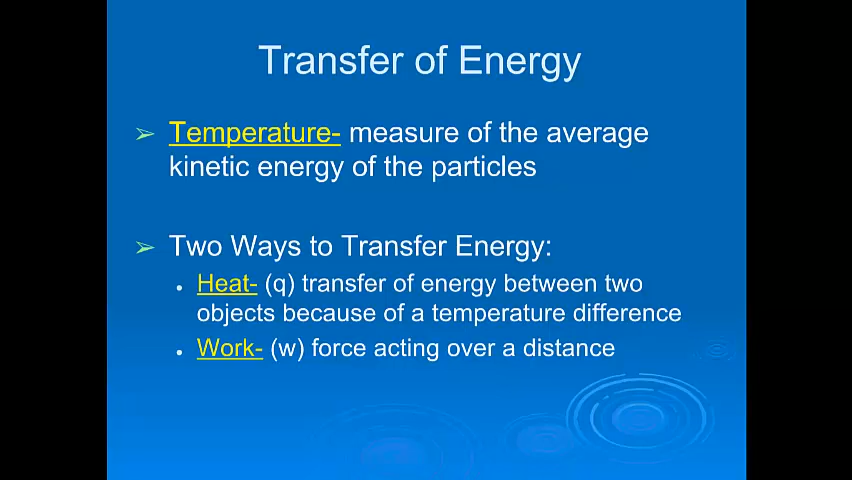 Transfer of Energy
➢ Temperature- measure of the average
kinetic energy of the particles
➢ Two Ways to Transfer Energy:
• Heat- (q) transfer of energy between two
objects because of a temperature difference
• Work- (w) force acting over a distance